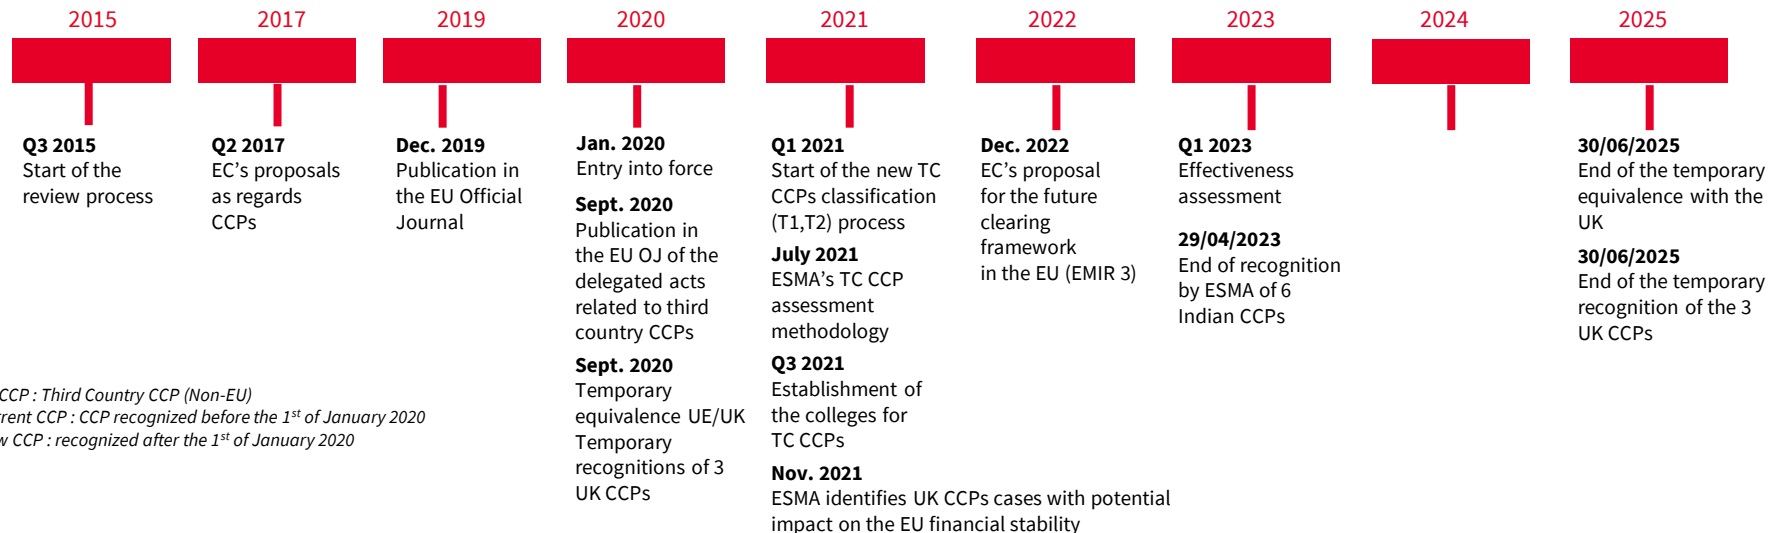 2015
2017
2019
2020
2021
2022
2023
2024
2025
Q3 2015
Start of the
review process
Q2 2017
EC’s proposals
as regards
CCPs
Dec. 2019
Publication in
the EU Official
Journal
Jan. 2020
Entry into force
Sept. 2020
Publication in
the EU OJ of the
delegated acts
related to third
country CCPs
Sept. 2020
Temporary
equivalence UE/UK
Temporary
recognitions of 3
UK CCPs
Q1 2021
Start of the new TC
CCPs classification
(T1,T2) process
July 2021
ESMA’s TC CCP
assessment
methodology
Q3 2021
Establishment of
the colleges for
TC CCPs
Nov. 2021
ESMA identifies UK CCPs cases with potential
impact on the EU financial stability
Dec. 2022
EC’s proposal
for the future
clearing
framework
in the EU (EMIR 3)
Q1 2023
Effectiveness
assessment
29/04/2023
End of recognition
by ESMA of 6
Indian CCPs
30/06/2025
End of the temporary
equivalence with the
UK
30/06/2025
End of the temporary
recognition of the 3
UK CCPs
CCP : Third Country CCP (Non-EU)
rrent CCP : CCP recognized before the 1st of January 2020
w CCP : recognized after the 1st of January 2020